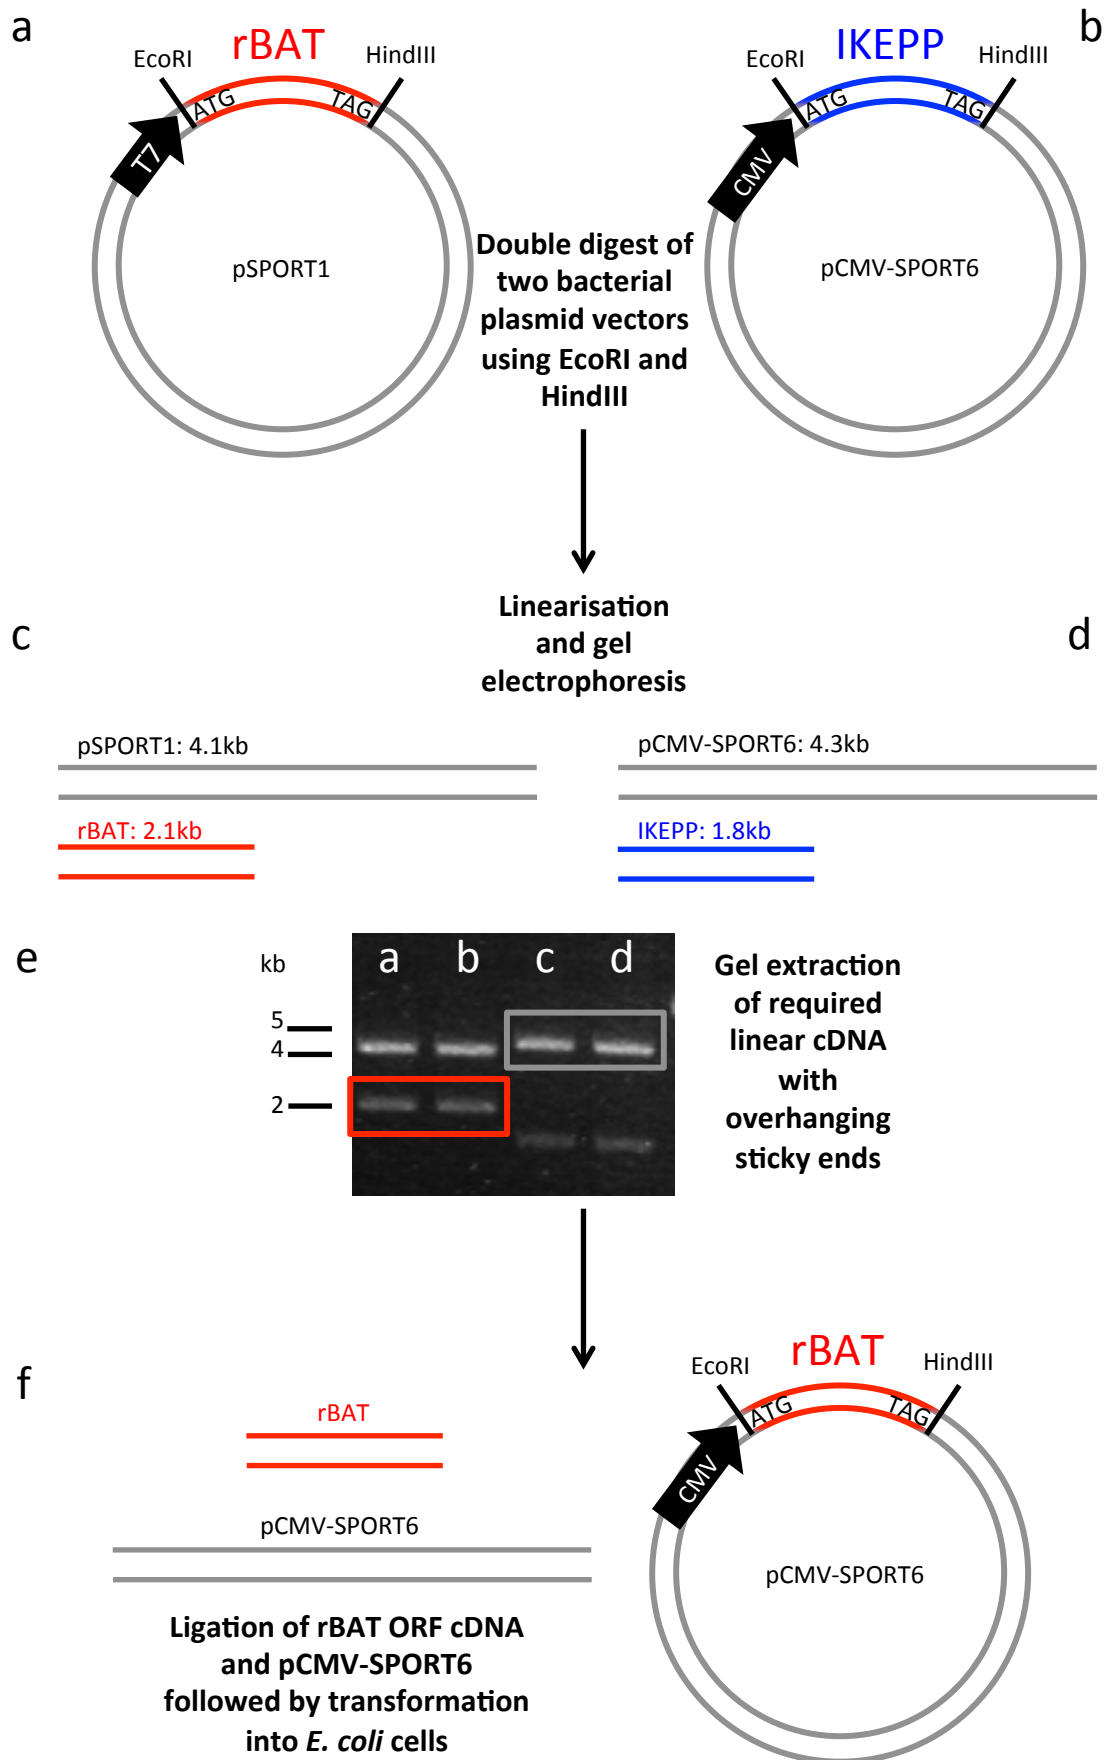 a
rBAT
EcoRI
HindIII
ATG
TAG
T7
pSPORT1
b
IKEPP
EcoRI
HindIII
ATG
TAG
CMV
pCMV-SPORT6
Double digest of
two bacterial
plasmid vectors
using EcoRI and
HindIII
Linearisation
and gel
electrophoresis
c
pSPORT1: 4.1kb
rBAT: 2.1kb
d
pCMV-SPORT6: 4.3kb
IKEPP: 1.8kb
e
kb
5
4
2
a b c d
Gel extraction
of required
linear cDNA
with
overhanging
sticky ends
f
rBAT
pCMV-SPORT6
Ligation of rBAT ORF cDNA
and pCMV-SPORT6
followed by transformation
into E. coli cells
rBAT
EcoRI
HindIII
ATG
TAG
CMV
pCMV-SPORT6